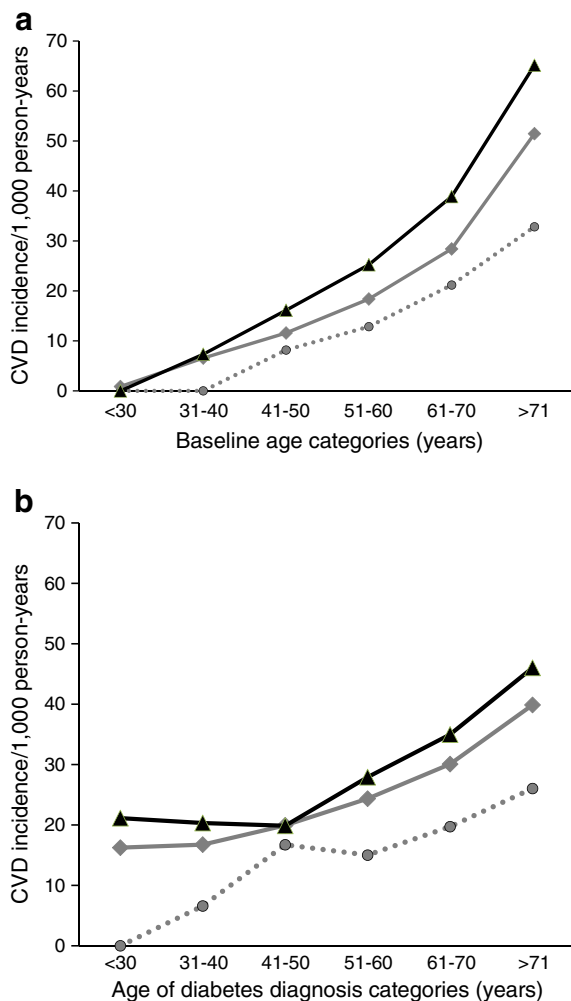 a
CVD incidence/1,000 person-years
70
60
50
40
30
20
10
0
<30 31-40 41-50 51-60 61-70 >71
Baseline age categories (years)
b
CVD incidence/1,000 person-years
70
60
50
40
30
20
10
0
<30 31-40 41-50 51-60 61-70 >71
Age of diabetes diagnosis categories (years)